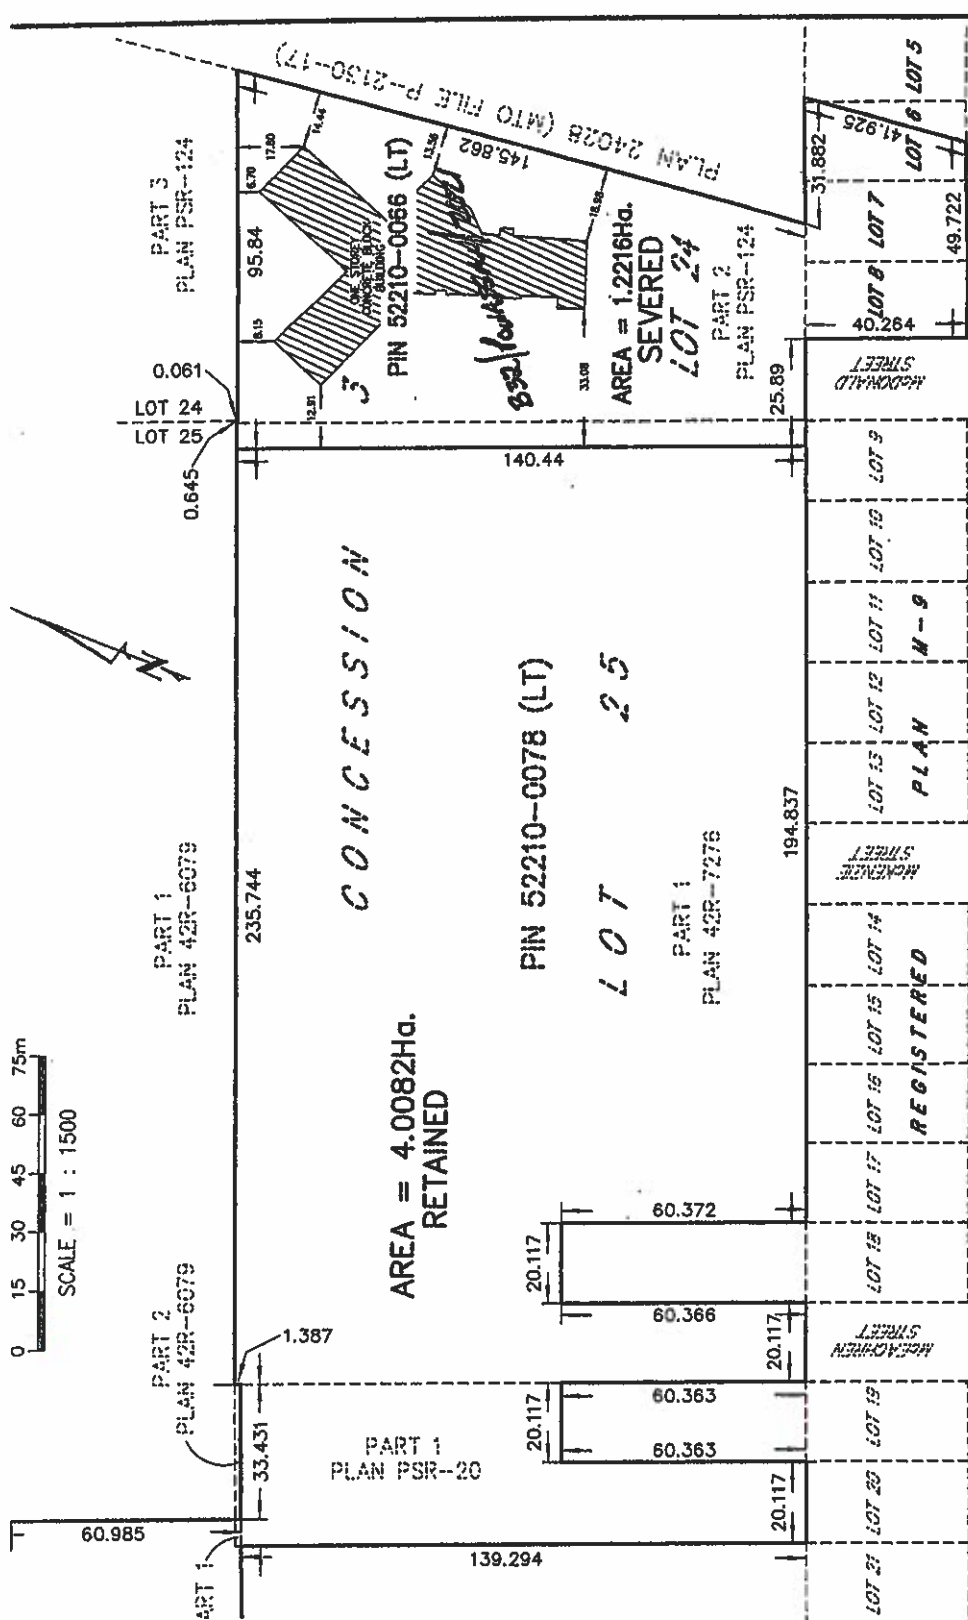 PLAN 24028 (MTO FILE P-2130-17)
PART 3
PLAN PSR-124
95.84
17.80
6.70
8.15
14.44
13.56
145.862
18.98
ONE STOREY
CONCRETE BLOCK
BUILDING
PIN 52210-0066 (LT)
3
12.91
33.08
AREA = 1.2216Ha.
SEVERED
LOT 24
PART 2
PLAN PSR-124
25.89
31.882
41.925
49.722
40.264
LOT 5
LOT 6
LOT 7
LOT 8
McDONALD
STREET
0.061
LOT 24
LOT 25
0.645
140.44
N
CONCESSION
PIN 52210-0078 (LT)
LOT 25
PART 1
PLAN 42R-7276
194.837
235.744
PART 1
PLAN 42R-6079
AREA = 4.0082Ha.
RETAINED
LOT 9
LOT 10
LOT 11
LOT 12
LOT 13
McKENZIE
STREET
LOT 14
LOT 15
LOT 16
LOT 17
LOT 18
REGISTERED PLAN M-9
McEACHREN
STREET
LOT 19
LOT 20
LOT 21
0 15 30 45 60 75m
SCALE = 1 : 1500
PART 2
PLAN 42R-6079
1.387
33.431
PART 1
PLAN PSR-20
60.372
20.117
60.366
20.117
60.363
20.117
60.363
20.117
60.985
139.294
PART 1